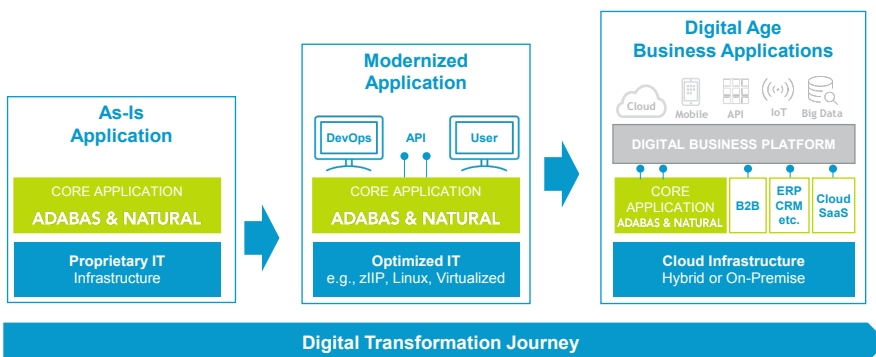 As-Is
Application
CORE APPLICATION
ADABAS & NATURAL
Proprietary IT
Infrastructure
Modernized
Application
DevOps
API
User
CORE APPLICATION
ADABAS & NATURAL
Optimized IT
e.g., zIIP, Linux, Virtualized
Digital Age
Business Applications
Cloud
Mobile
API
IoT
Big Data
DIGITAL BUSINESS PLATFORM
CORE
APPLICATION
ADABAS & NATURAL
B2B
ERP
CRM
etc.
Cloud
SaaS
Cloud Infrastructure
Hybrid or On-Premise
Digital Transformation Journey